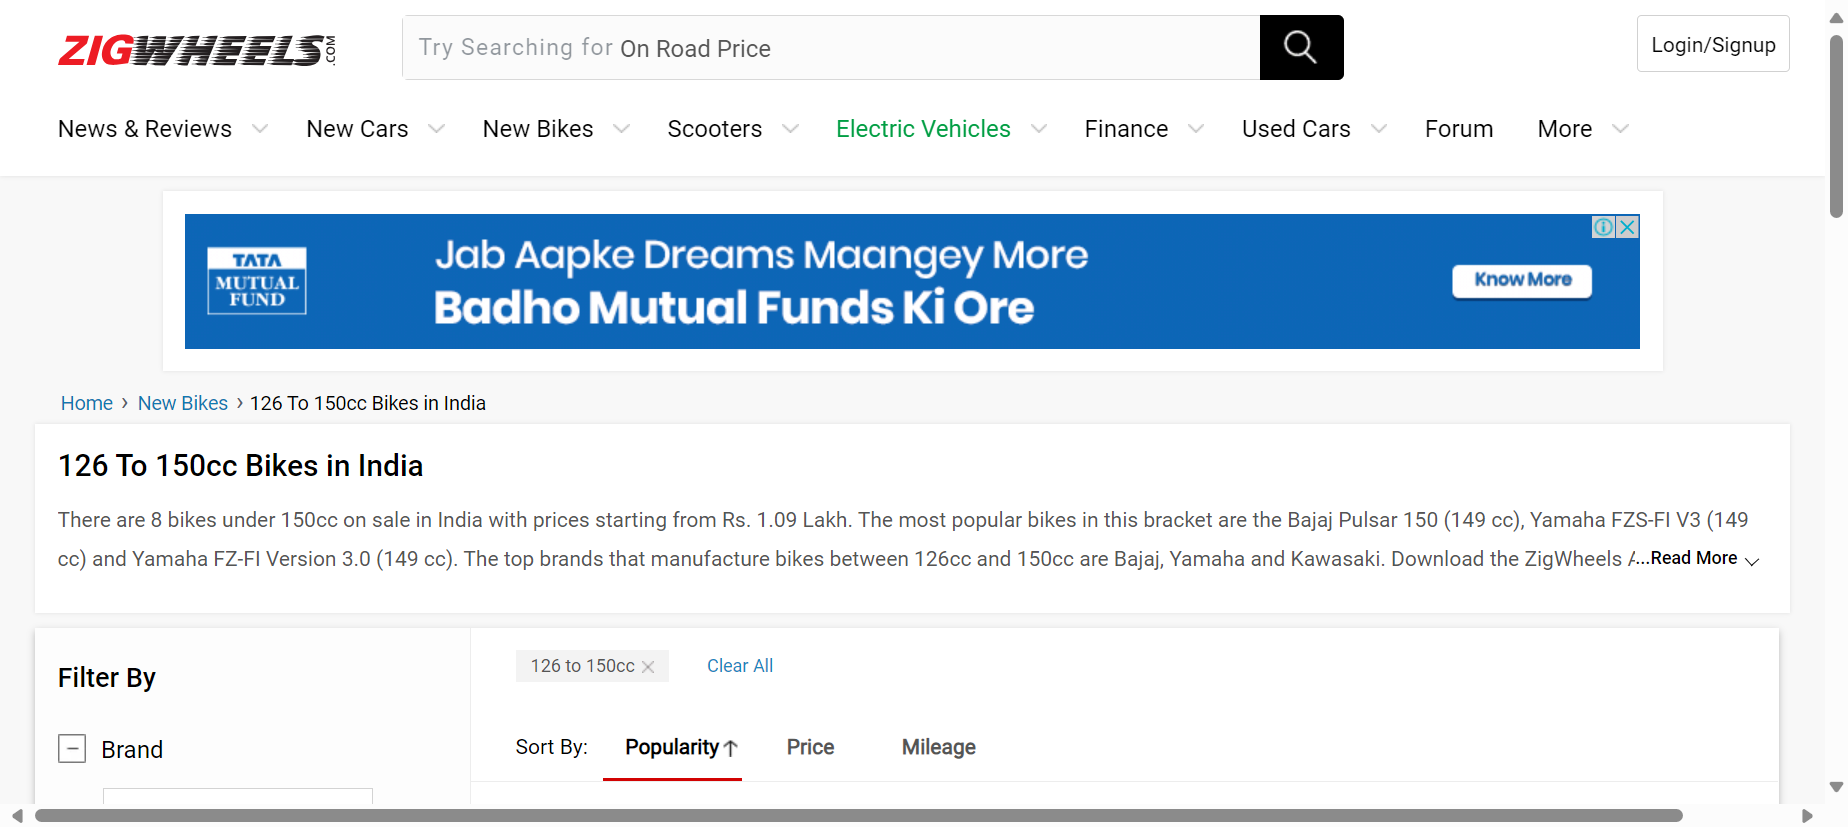 ZIGWHEELS.COM
Try Searching for On Road Price
Login/Signup
News & Reviews New Cars New Bikes Scooters Electric Vehicles Finance Used Cars Forum More
TATA
MUTUAL
FUND
Jab Aapke Dreams Maangey More
Badho Mutual Funds Ki Ore
Know More
Home › New Bikes › 126 To 150cc Bikes in India
126 To 150cc Bikes in India
There are 8 bikes under 150cc on sale in India with prices starting from Rs. 1.09 Lakh. The most popular bikes in this bracket are the Bajaj Pulsar 150 (149 cc), Yamaha FZS-FI V3 (149
cc) and Yamaha FZ-FI Version 3.0 (149 cc). The top brands that manufacture bikes between 126cc and 150cc are Bajaj, Yamaha and Kawasaki. Download the ZigWheels A...Read More
Filter By
126 to 150cc Clear All
Brand
Sort By: Popularity↑ Price Mileage